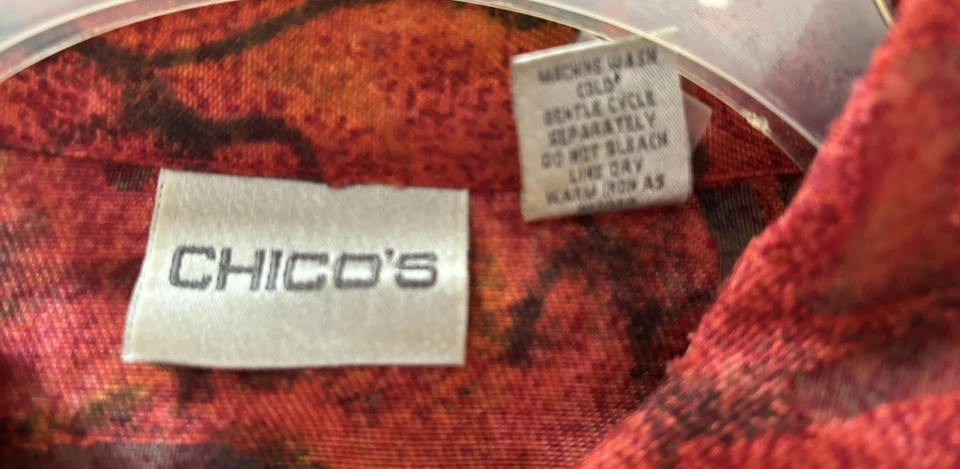 CHICO'S
MACHINE WASH
COLD
GENTLE CYCLE
SEPARATELY
DO NOT BLEACH
LINE DRY
WARM IRON AS